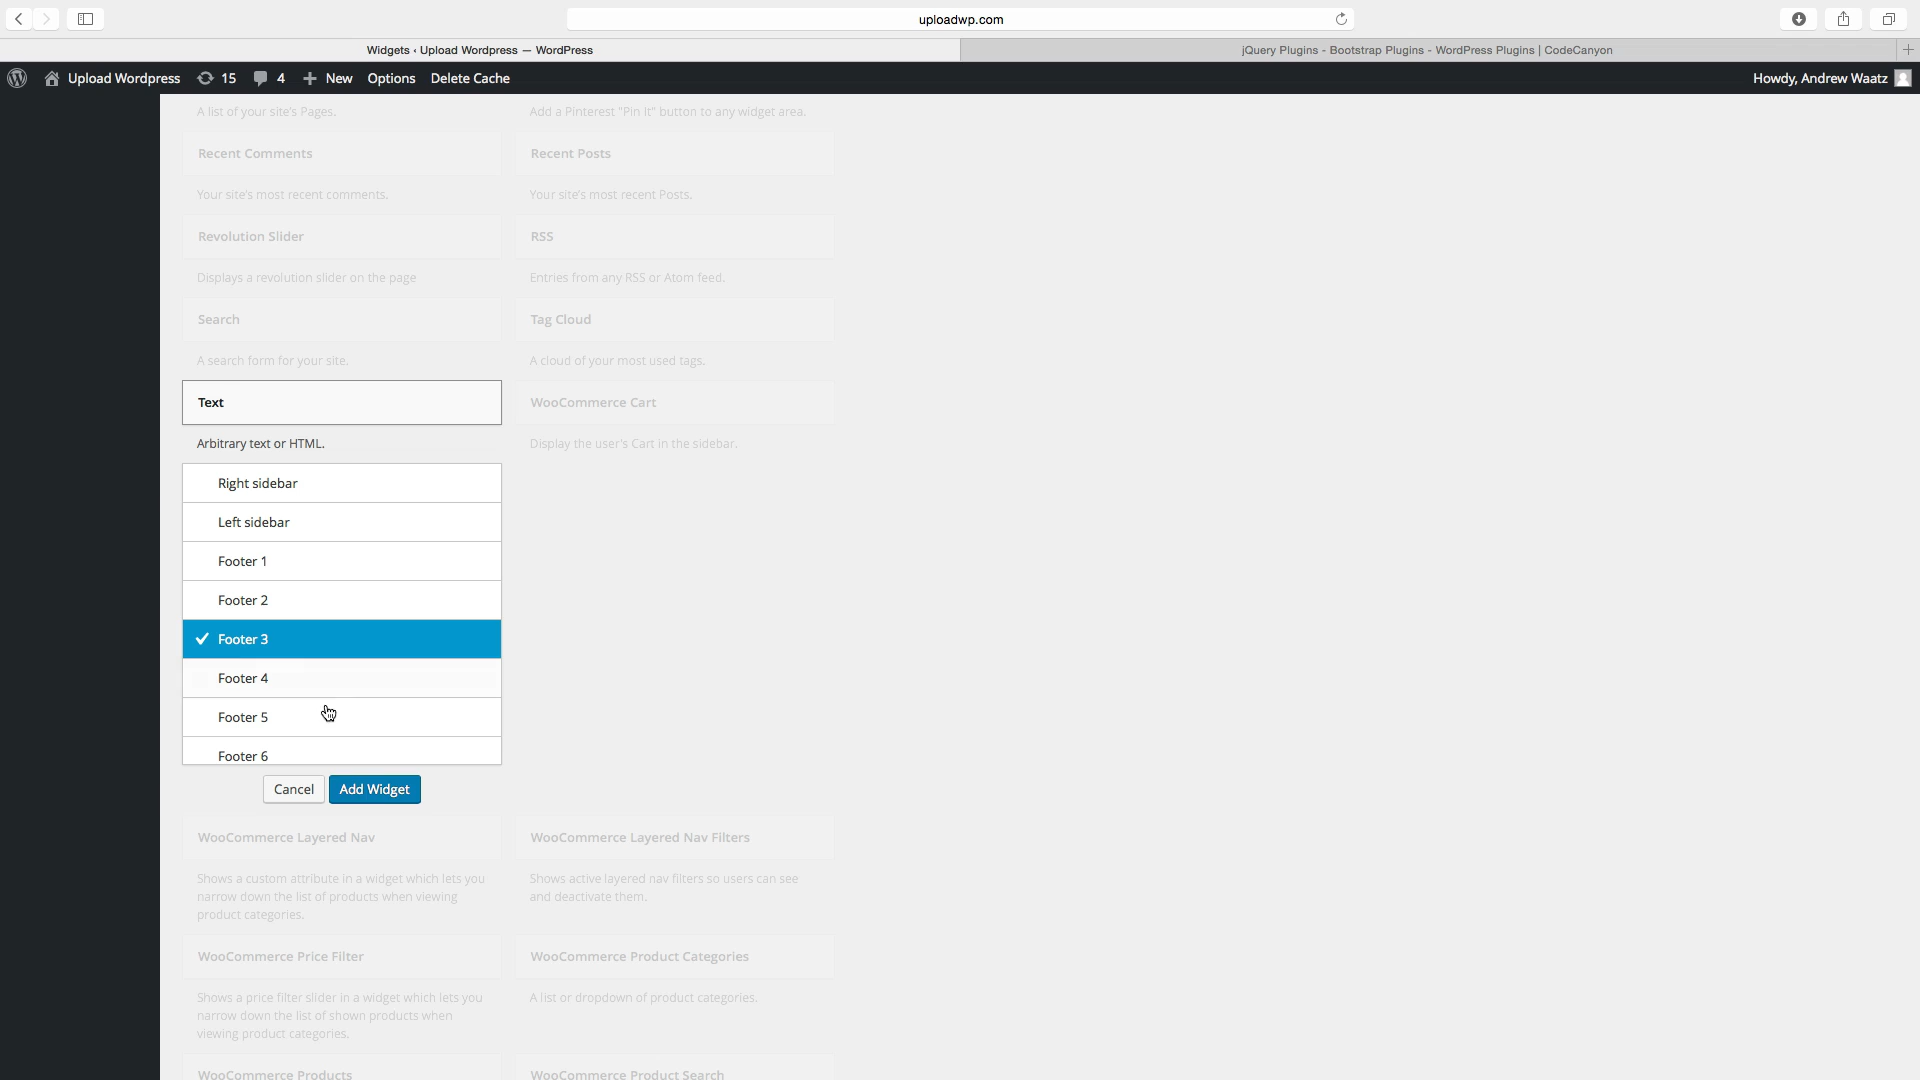 uploadwp.com
Widgets ‹ Upload Wordpress — WordPress
jQuery Plugins - Bootstrap Plugins - WordPress Plugins | CodeCanyon
Upload Wordpress 15 4 New Options Delete Cache
Howdy, Andrew Waatz
A list of your site's Pages.
Add a Pinterest "Pin It" button to any widget area.
Recent Comments
Recent Posts
Your site's most recent comments.
Your site's most recent Posts.
Revolution Slider
RSS
Displays a revolution slider on the page
Entries from any RSS or Atom feed.
Search
Tag Cloud
A search form for your site.
A cloud of your most used tags.
Text
WooCommerce Cart
Arbitrary text or HTML.
Display the user's Cart in the sidebar.
Right sidebar
Left sidebar
Footer 1
Footer 2
Footer 3
Footer 4
Footer 5
Footer 6
Cancel
Add Widget
WooCommerce Layered Nav
WooCommerce Layered Nav Filters
Shows a custom attribute in a widget which lets you
narrow down the list of products when viewing
product categories.
Shows active layered nav filters so users can see
and deactivate them.
WooCommerce Price Filter
WooCommerce Product Categories
Shows a price filter slider in a widget which lets you
narrow down the list of shown products when
viewing product categories.
A list or dropdown of product categories.
WooCommerce Products
WooCommerce Product Search